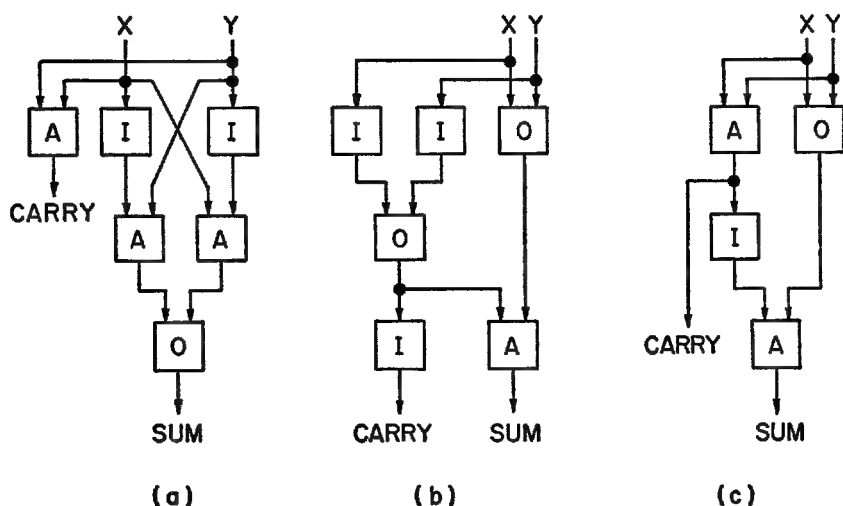 X Y X Y X Y
A I I I I O A O
CARRY
A A O I
O I A CARRY A
SUM CARRY SUM SUM
(a) (b) (c)